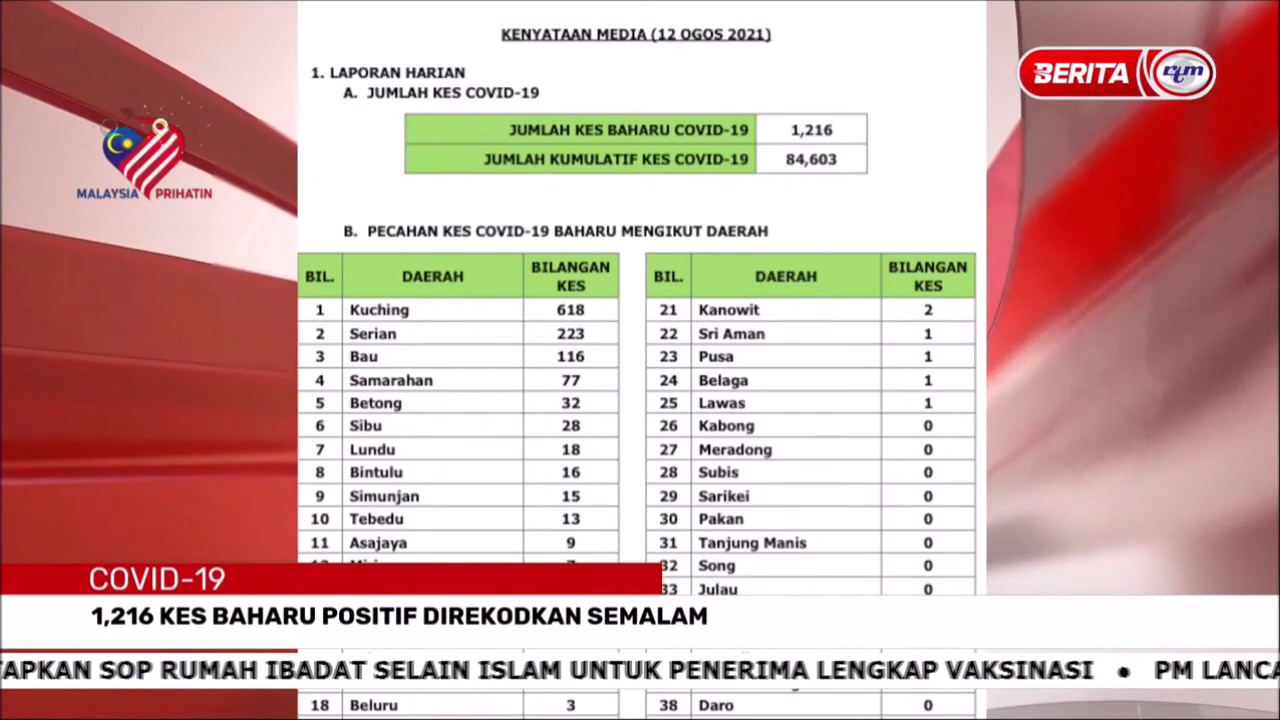 KENYATAAN MEDIA (12 OGOS 2021)
BERITA rtm
1. LAPORAN HARIAN
A. JUMLAH KES COVID-19
JUMLAH KES BAHARU COVID-19 1,216
JUMLAH KUMULATIF KES COVID-19 84,603
MALAYSIA PRIHATIN
B. PECAHAN KES COVID-19 BAHARU MENGIKUT DAERAH
BIL. DAERAH BILANGAN KES
1 Kuching 618
2 Serian 223
3 Bau 116
4 Samarahan 77
5 Betong 32
6 Sibu 28
7 Lundu 18
8 Bintulu 16
9 Simunjan 15
10 Tebedu 13
11 Asajaya 9
18 Beluru 3
BIL. DAERAH BILANGAN KES
21 Kanowit 2
22 Sri Aman 1
23 Pusa 1
24 Belaga 1
25 Lawas 1
26 Kabong 0
27 Meradong 0
28 Subis 0
29 Sarikei 0
30 Pakan 0
31 Tanjung Manis 0
32 Song 0
33 Julau 0
38 Daro 0
COVID-19
1,216 KES BAHARU POSITIF DIREKODKAN SEMALAM
TAPKAN SOP RUMAH IBADAT SELAIN ISLAM UNTUK PENERIMA LENGKAP VAKSINASI • PM LANCA